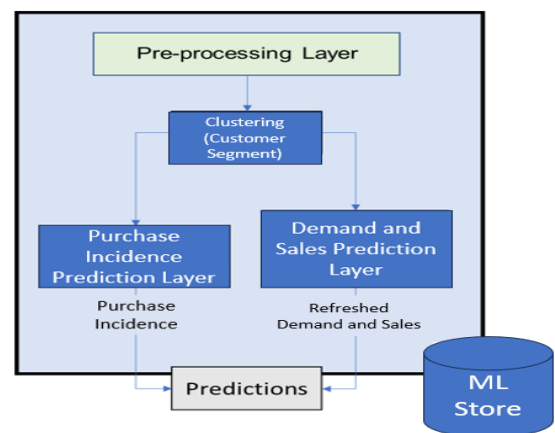 Pre-processing Layer
Clustering
(Customer
Segment)
Purchase
Incidence
Prediction Layer
Demand and
Sales Prediction
Layer
Purchase
Incidence
Refreshed
Demand and Sales
Predictions
ML
Store